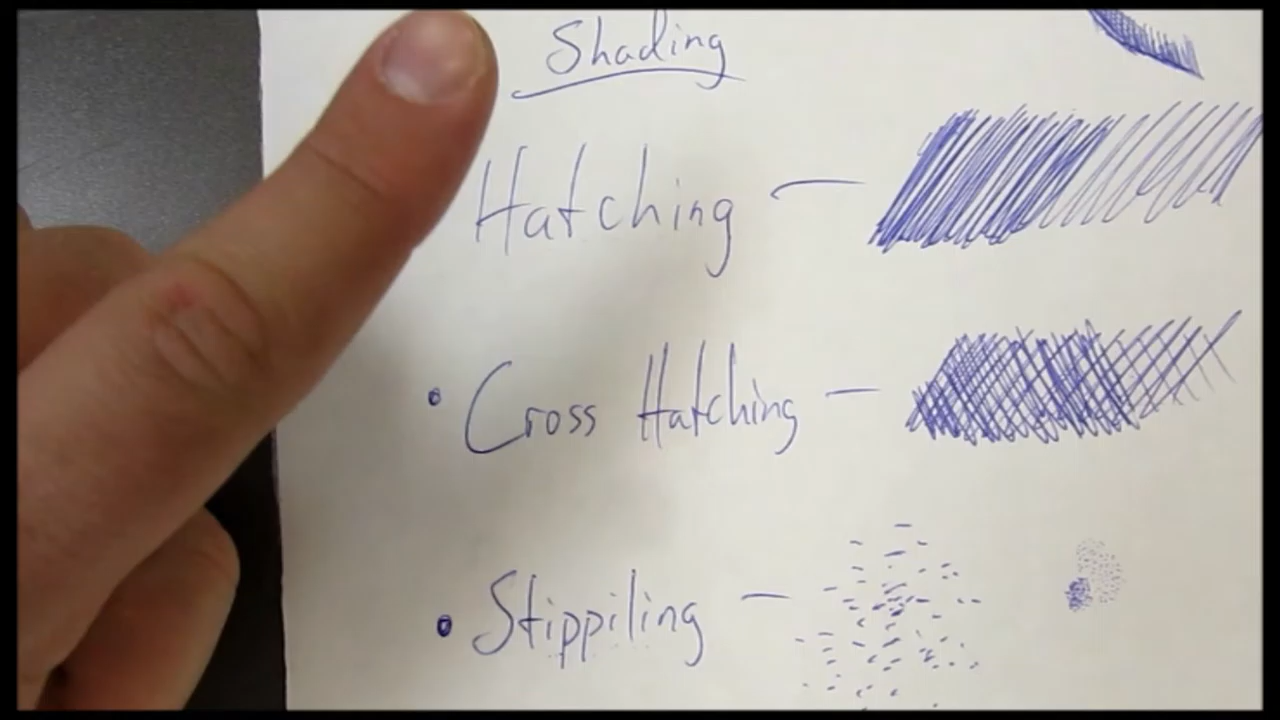 Shading
Hatching —
• Cross Hatching —
• Stippiling —